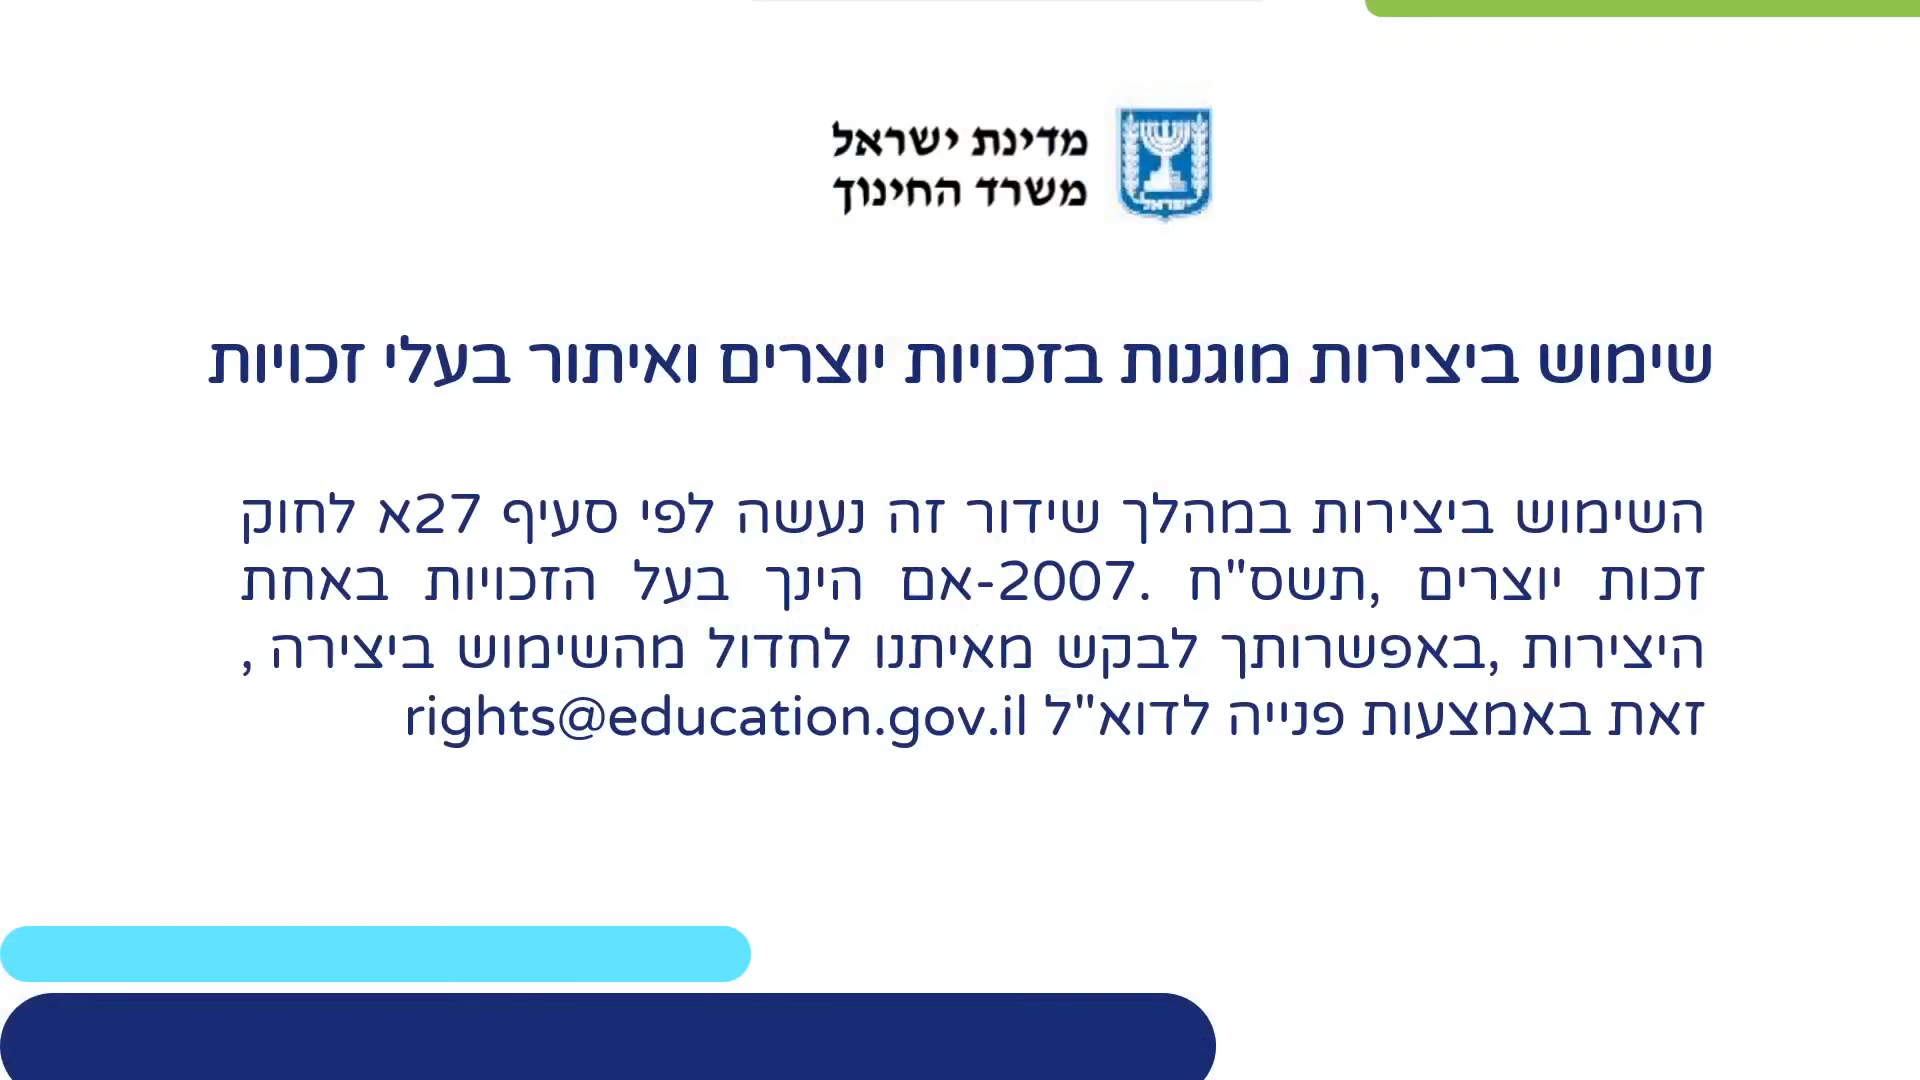 מדינת ישראל
משרד החינוך
שימוש ביצירות מוגנות בזכויות יוצרים ואיתור בעלי זכויות
השימוש ביצירות במהלך שידור זה נעשה לפי סעיף 27א לחוק
זכות יוצרים ,תשס"ח .2007-אם הינך בעל הזכויות באחת
היצירות ,באפשרותך לבקש מאיתנו לחדול מהשימוש ביצירה ,
זאת באמצעות פנייה לדוא"ל rights@education.gov.il